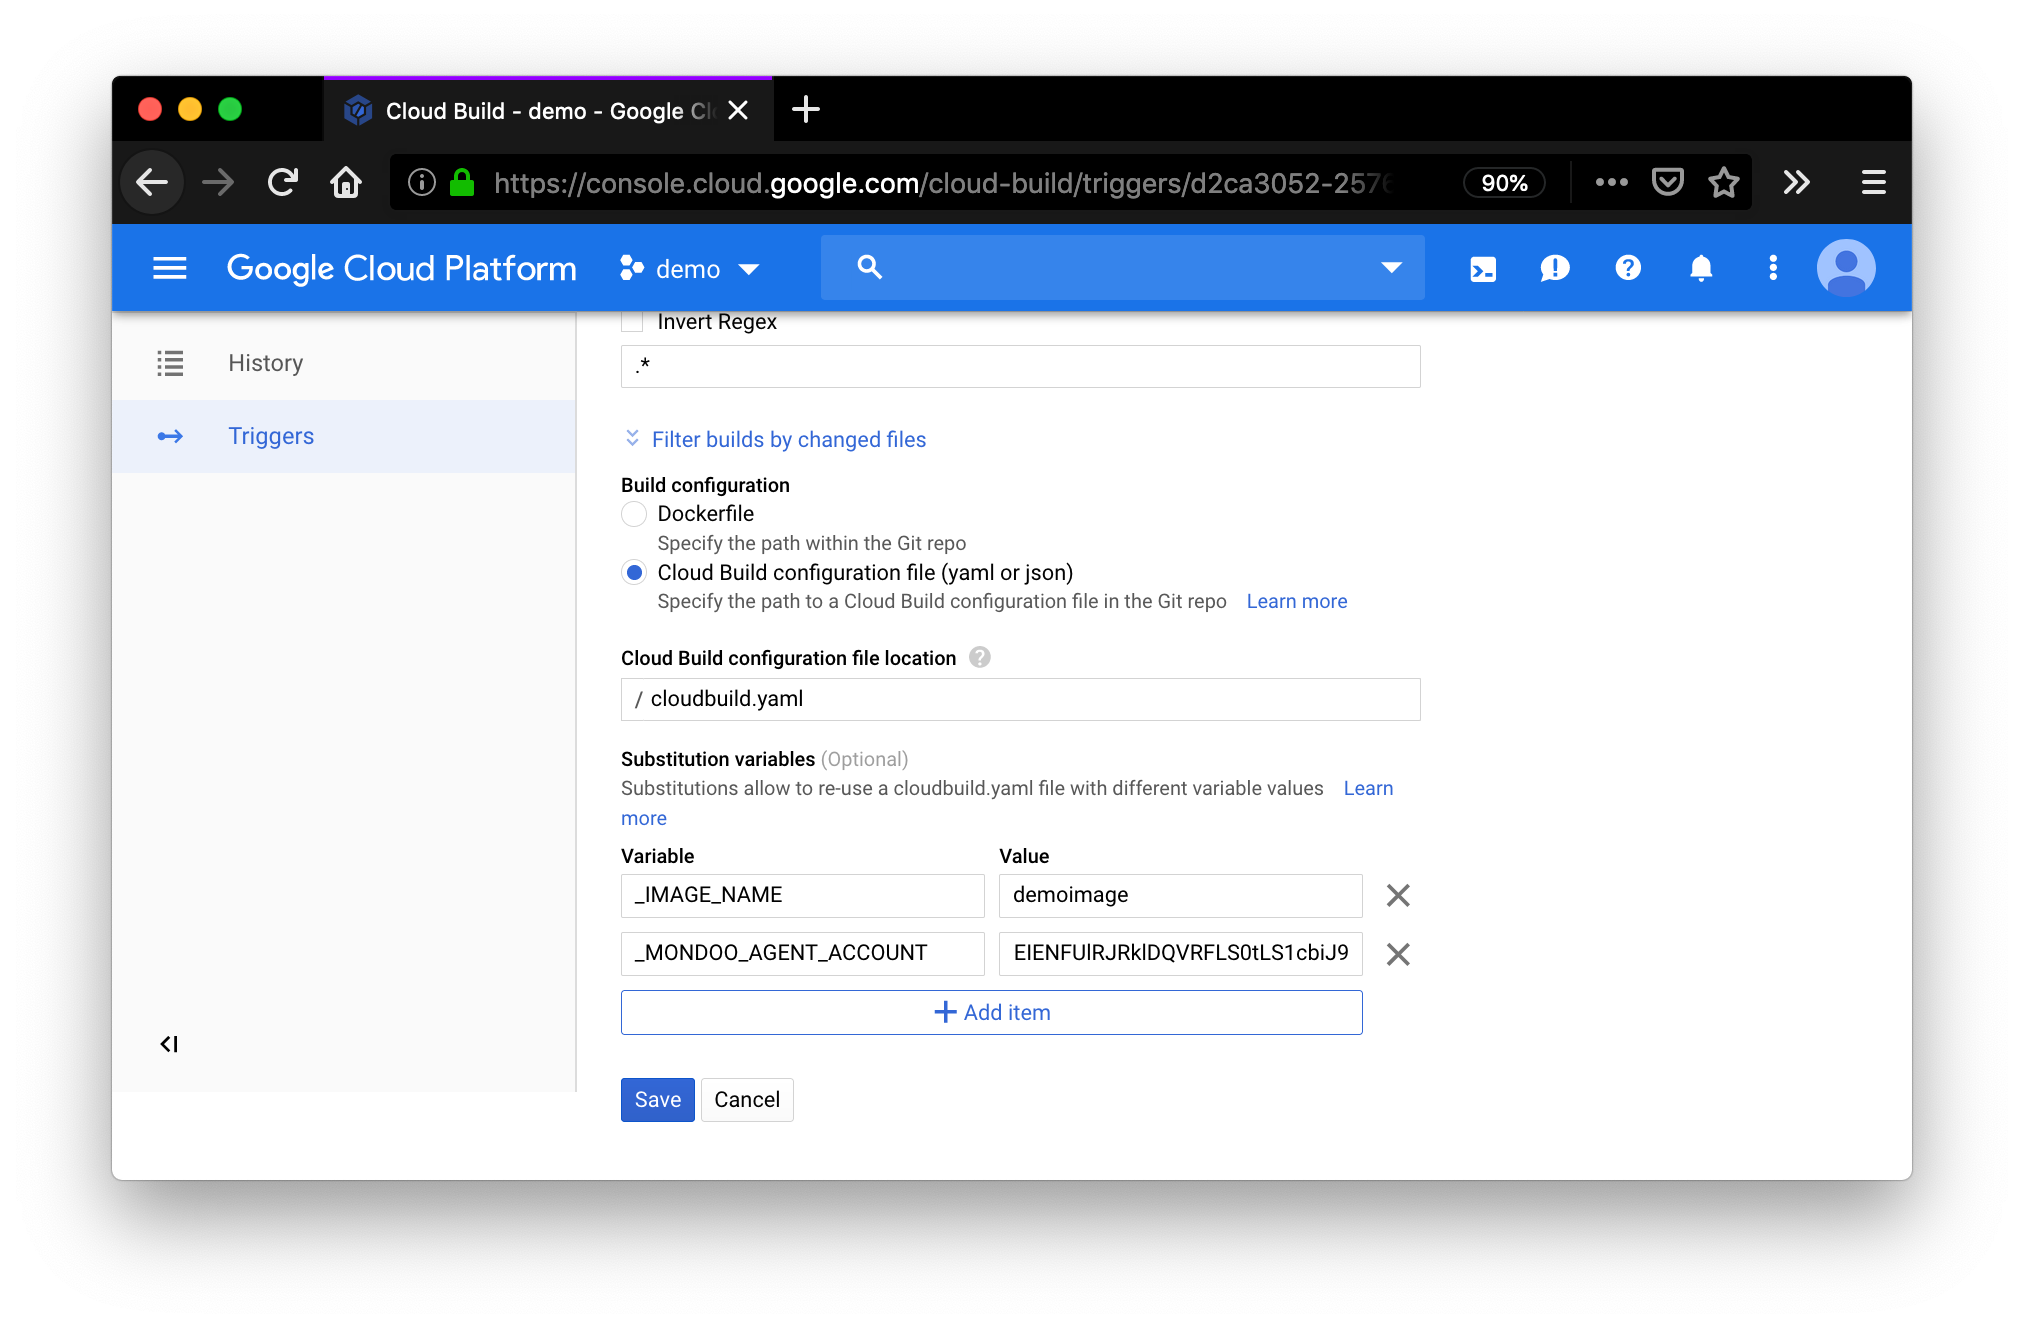 Cloud Build - demo - Google Cl
https://console.cloud.google.com/cloud-build/triggers/d2ca3052-2576
90%
Google Cloud Platform
demo
Invert Regex
History
.*
Triggers
Filter builds by changed files
Build configuration
Dockerfile
Specify the path within the Git repo
Cloud Build configuration file (yaml or json)
Specify the path to a Cloud Build configuration file in the Git repo Learn more
Cloud Build configuration file location ?
/ cloudbuild.yaml
Substitution variables (Optional)
Substitutions allow to re-use a cloudbuild.yaml file with different variable values Learn
more
Variable Value
_IMAGE_NAME demoimage
_MONDOO_AGENT_ACCOUNT EIENFUlRJRklDQVRFLS0tLS1cbiJ9
+ Add item
Save Cancel